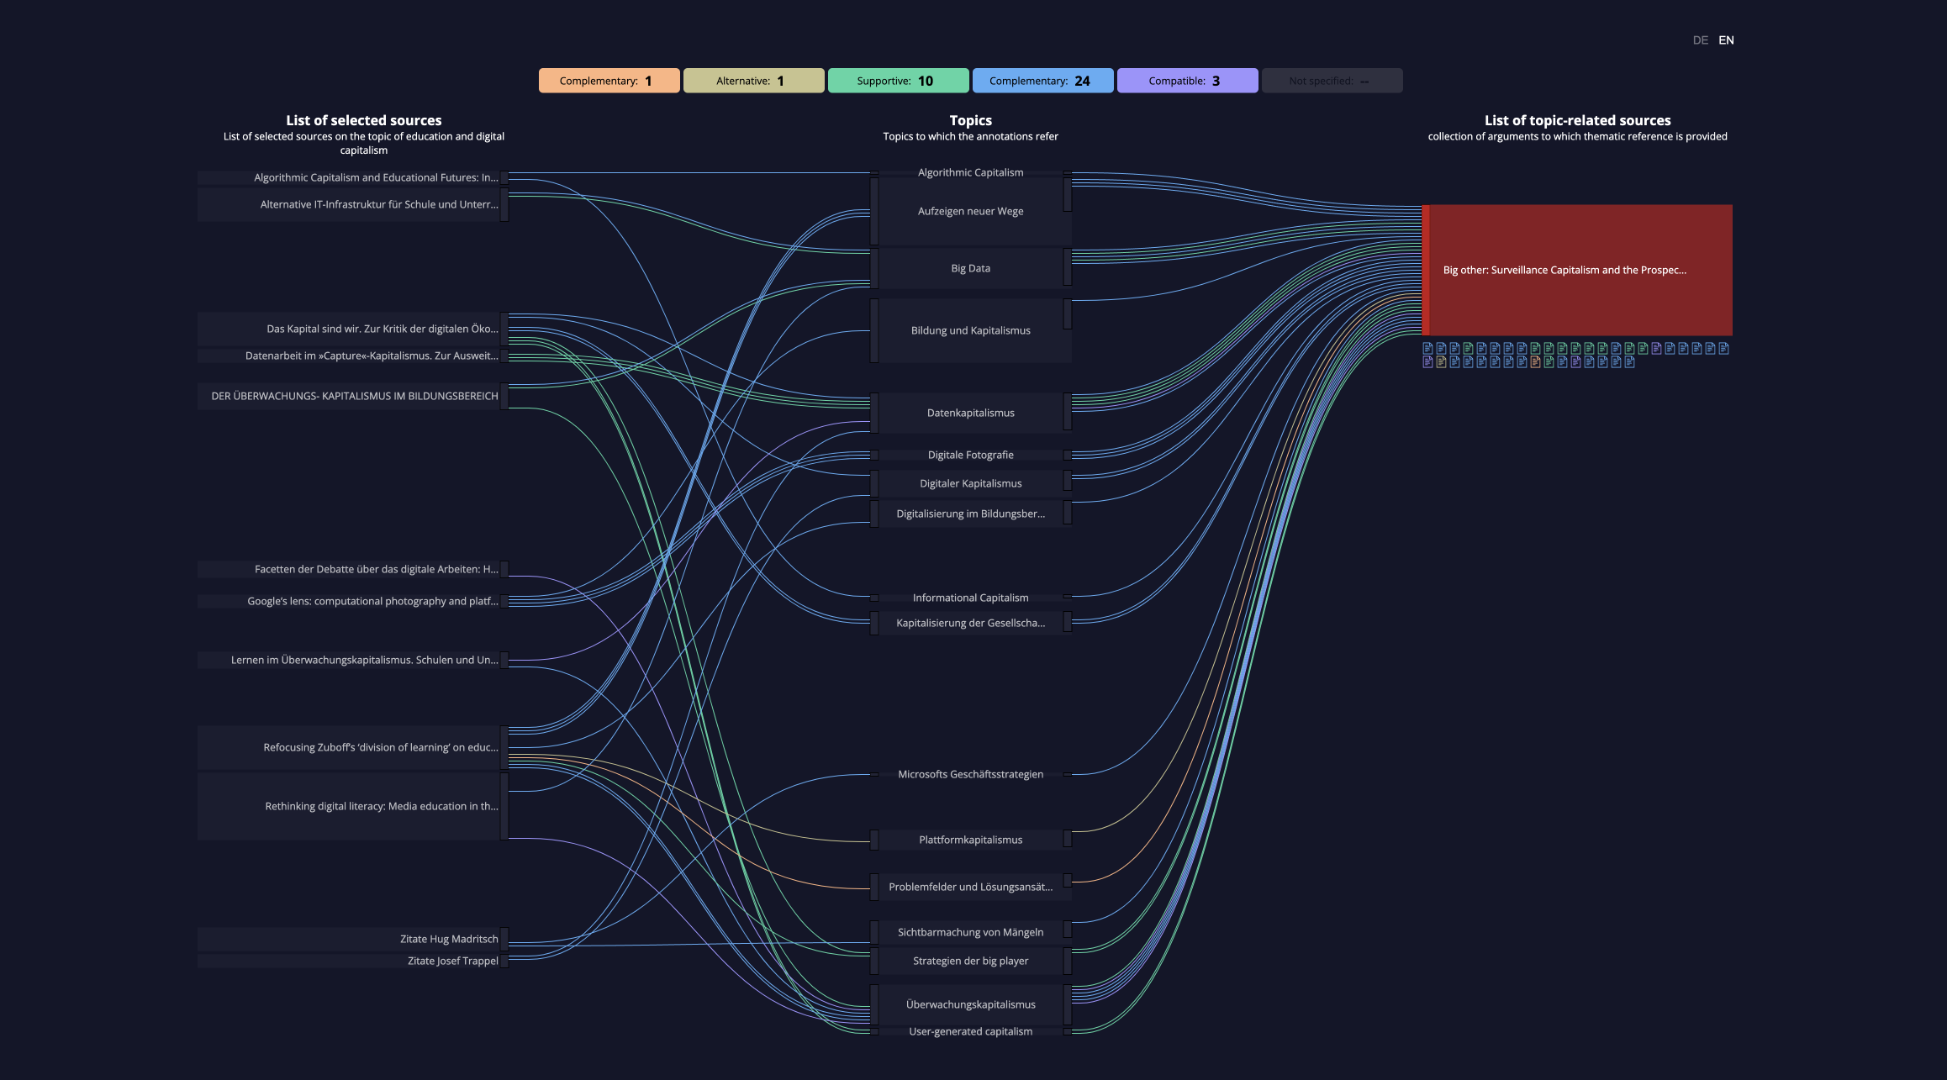 DE EN
Complementary: 1 Alternative: 1 Supportive: 10 Complementary: 24 Compatible: 3 Not specified: --
List of selected sources
List of selected sources on the topic of education and digital
capitalism
Topics
Topics to which the annotations refer
List of topic-related sources
collection of arguments to which thematic reference is provided
Algorithmic Capitalism and Educational Futures: In...
Alternative IT-Infrastruktur für Schule und Unterr...
Das Kapital sind wir. Zur Kritik der digitalen Öko...
Datenarbeit im »Capture«-Kapitalismus. Zur Ausweit...
DER ÜBERWACHUNGS- KAPITALISMUS IM BILDUNGSBEREICH
Facetten der Debatte über das digitale Arbeiten: H...
Google's lens: computational photography and platf...
Lernen im Überwachungskapitalismus. Schulen und Un...
Refocusing Zuboff's ‘division of learning’ on educ...
Rethinking digital literacy: Media education in th...
Zitate Hug Madritsch
Zitate Josef Trappel
Algorithmic Capitalism
Aufzeigen neuer Wege
Big Data
Bildung und Kapitalismus
Datenkapitalismus
Digitale Fotografie
Digitaler Kapitalismus
Digitalisierung im Bildungsber...
Informational Capitalism
Kapitalisierung der Gesellscha...
Microsofts Geschäftsstrategien
Plattformkapitalismus
Problemfelder und Lösungsansät...
Sichtbarmachung von Mängeln
Strategien der big player
Überwachungskapitalismus
User-generated capitalism
Big other: Surveillance Capitalism and the Prospec...